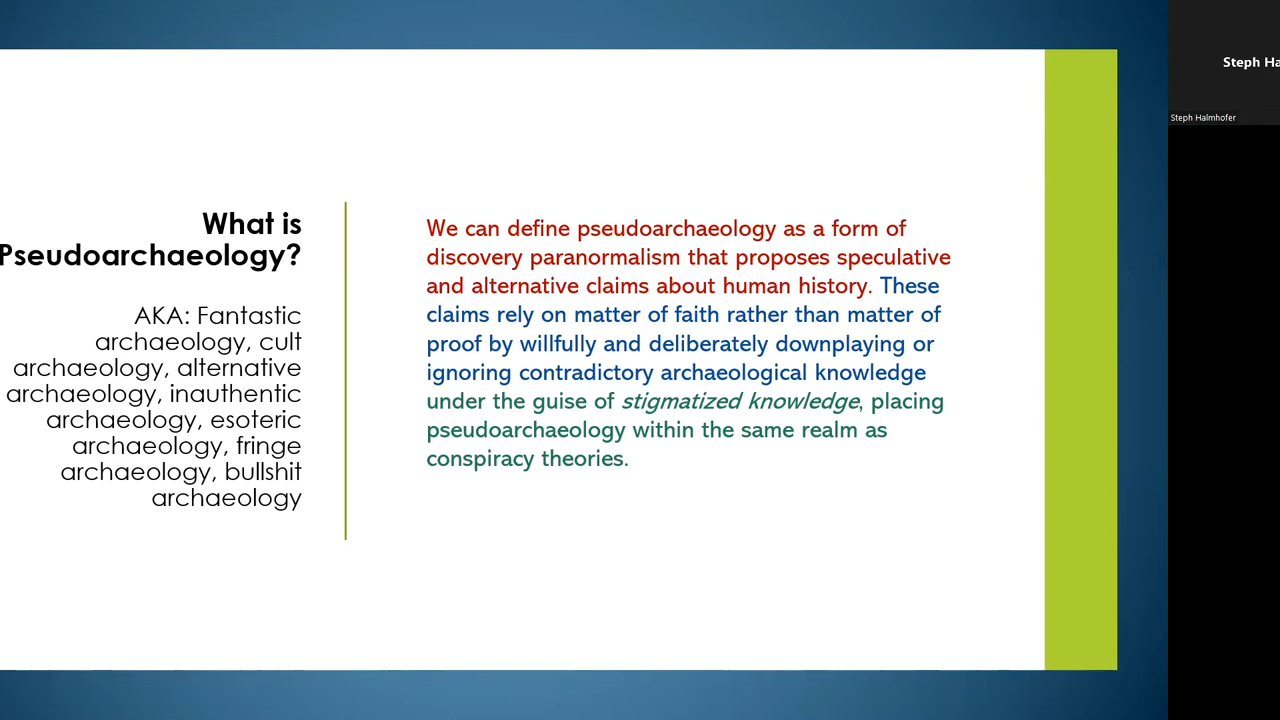 What is
Pseudoarchaeology?
AKA: Fantastic
archaeology, cult
archaeology, alternative
archaeology, inauthentic
archaeology, esoteric
archaeology, fringe
archaeology, bullshit
archaeology
We can define pseudoarchaeology as a form of
discovery paranormalism that proposes speculative
and alternative claims about human history. These
claims rely on matter of faith rather than matter of
proof by willfully and deliberately downplaying or
ignoring contradictory archaeological knowledge
under the guise of stigmatized knowledge, placing
pseudoarchaeology within the same realm as
conspiracy theories.
Steph Ha
Steph Halmhofer